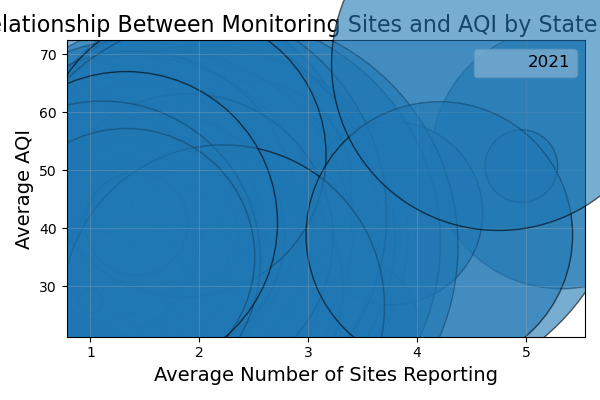 elationship Between Monitoring Sites and AQI by State
2021
70
60
50
40
30
Average AQI
1 2 3 4 5
Average Number of Sites Reporting